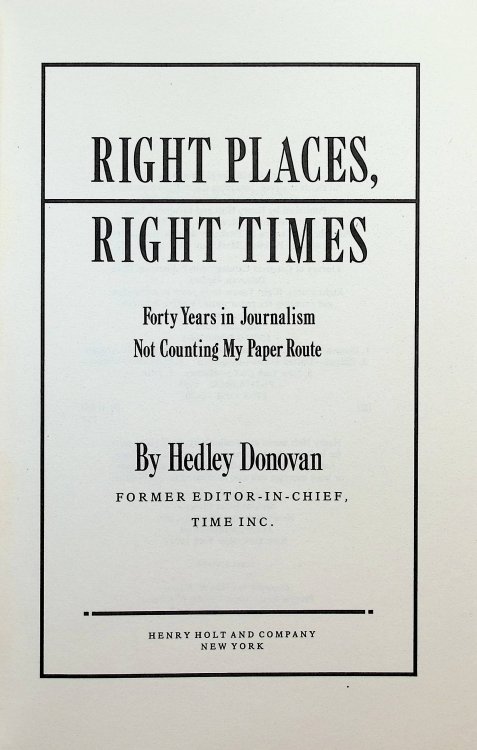 RIGHT PLACES,
RIGHT TIMES
Forty Years in Journalism
Not Counting My Paper Route
By Hedley Donovan
FORMER EDITOR-IN-CHIEF,
TIME INC.
HENRY HOLT AND COMPANY
NEW YORK